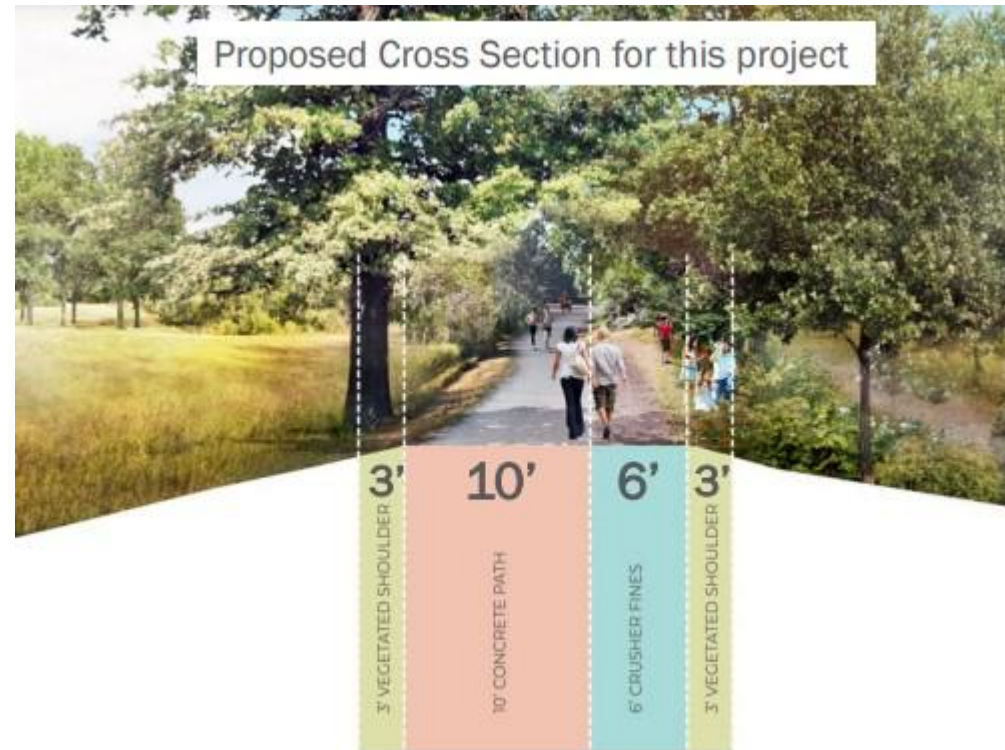 Proposed Cross Section for this project
3’
10’
6’
3’
3’ VEGETATED SHOULDER
10’ CONCRETE PATH
6’ CRUSHER FINES
3’ VEGETATED SHOULDER